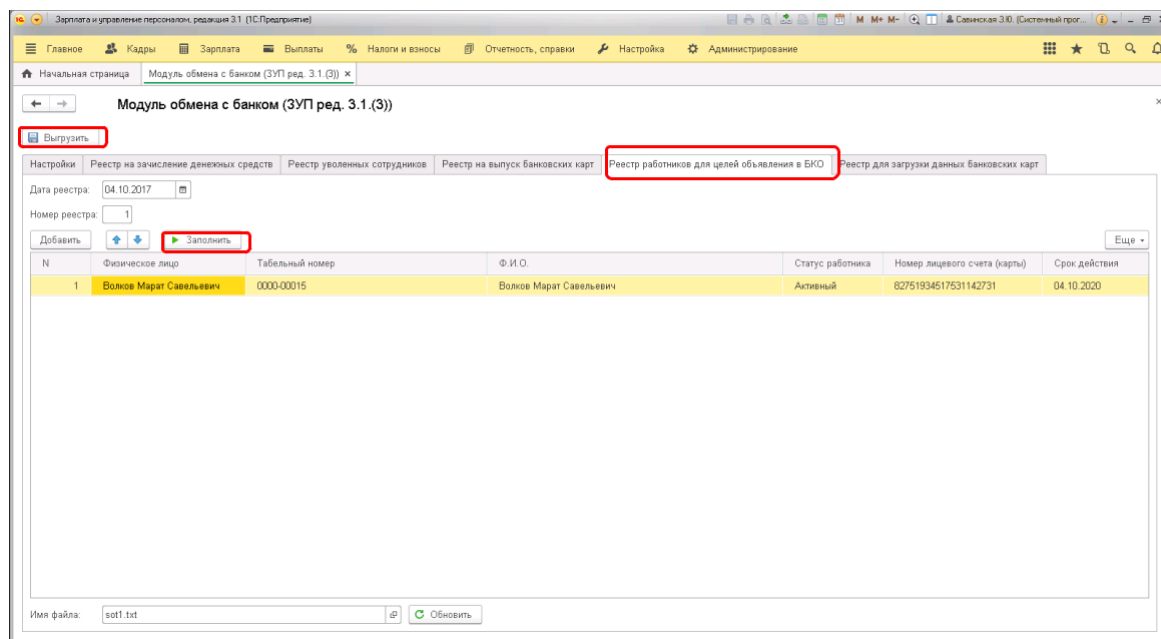 Зарплата и управление персоналом, редакция 3.1 (1С:Предприятие) M M+ M- Савинская З.Ю. (Системный прог...
Главное Кадры Зарплата Выплаты % Налоги и взносы Отчетность, справки Настройка Администрирование
Начальная страница Модуль обмена с банком (ЗУП ред. 3.1.(3)) ×
Модуль обмена с банком (ЗУП ред. 3.1.(3))
Выгрузить
Настройки Реестр на зачисление денежных средств Реестр уволенных сотрудников Реестр на выпуск банковских карт Реестр работников для целей объявления в БКО Реестр для загрузки данных банковских карт
Дата реестра: 04.10.2017
Номер реестра: 1
Добавить Заполнить Еще
N Физическое лицо Табельный номер Ф.И.О. Статус работника Номер лицевого счета (карты) Срок действия
1 Волков Марат Савельевич 0000-00015 Волков Марат Савельевич Активный 82751934517531142731 04.10.2020
Имя файла: sot1.txt Обновить